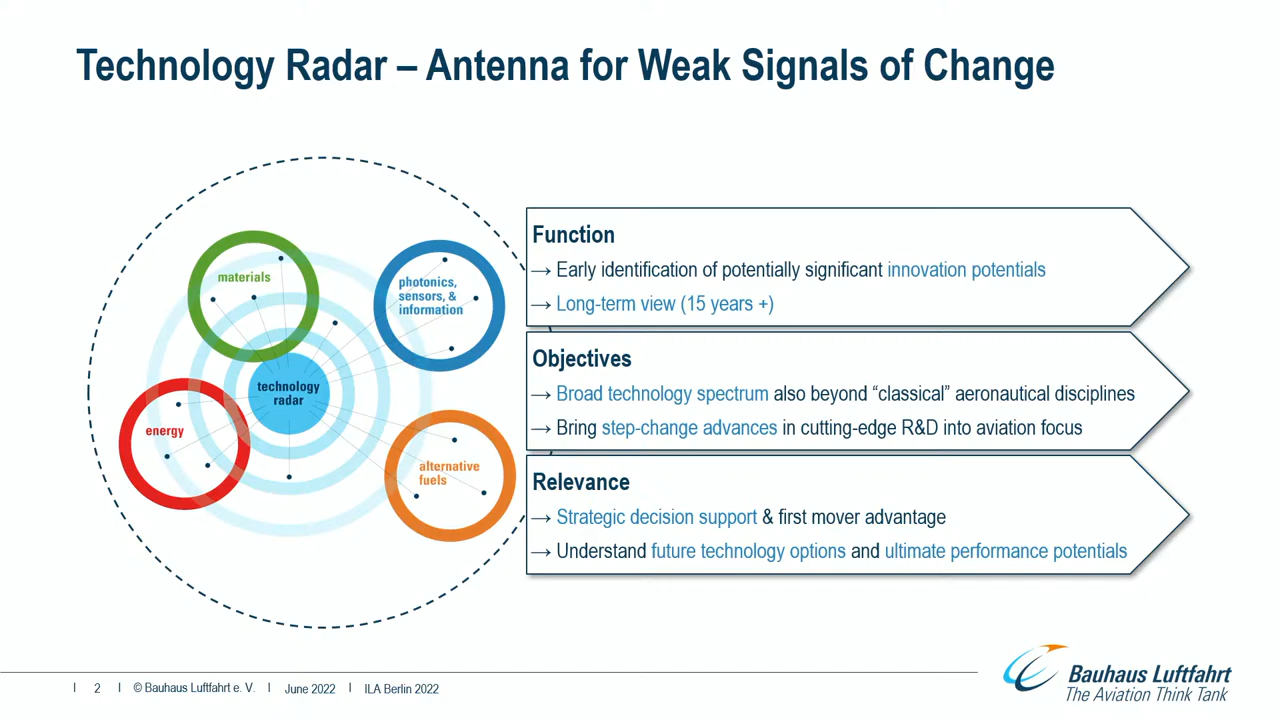 Technology Radar – Antenna for Weak Signals of Change
materials
photonics,
sensors, &
information
technology
radar
energy
alternative
fuels
Function
→ Early identification of potentially significant innovation potentials
→ Long-term view (15 years +)
Objectives
→ Broad technology spectrum also beyond “classical” aeronautical disciplines
→ Bring step-change advances in cutting-edge R&D into aviation focus
Relevance
→ Strategic decision support & first mover advantage
→ Understand future technology options and ultimate performance potentials
| 2 | © Bauhaus Luftfahrt e. V. | June 2022 | ILA Berlin 2022
Bauhaus Luftfahrt
The Aviation Think Tank